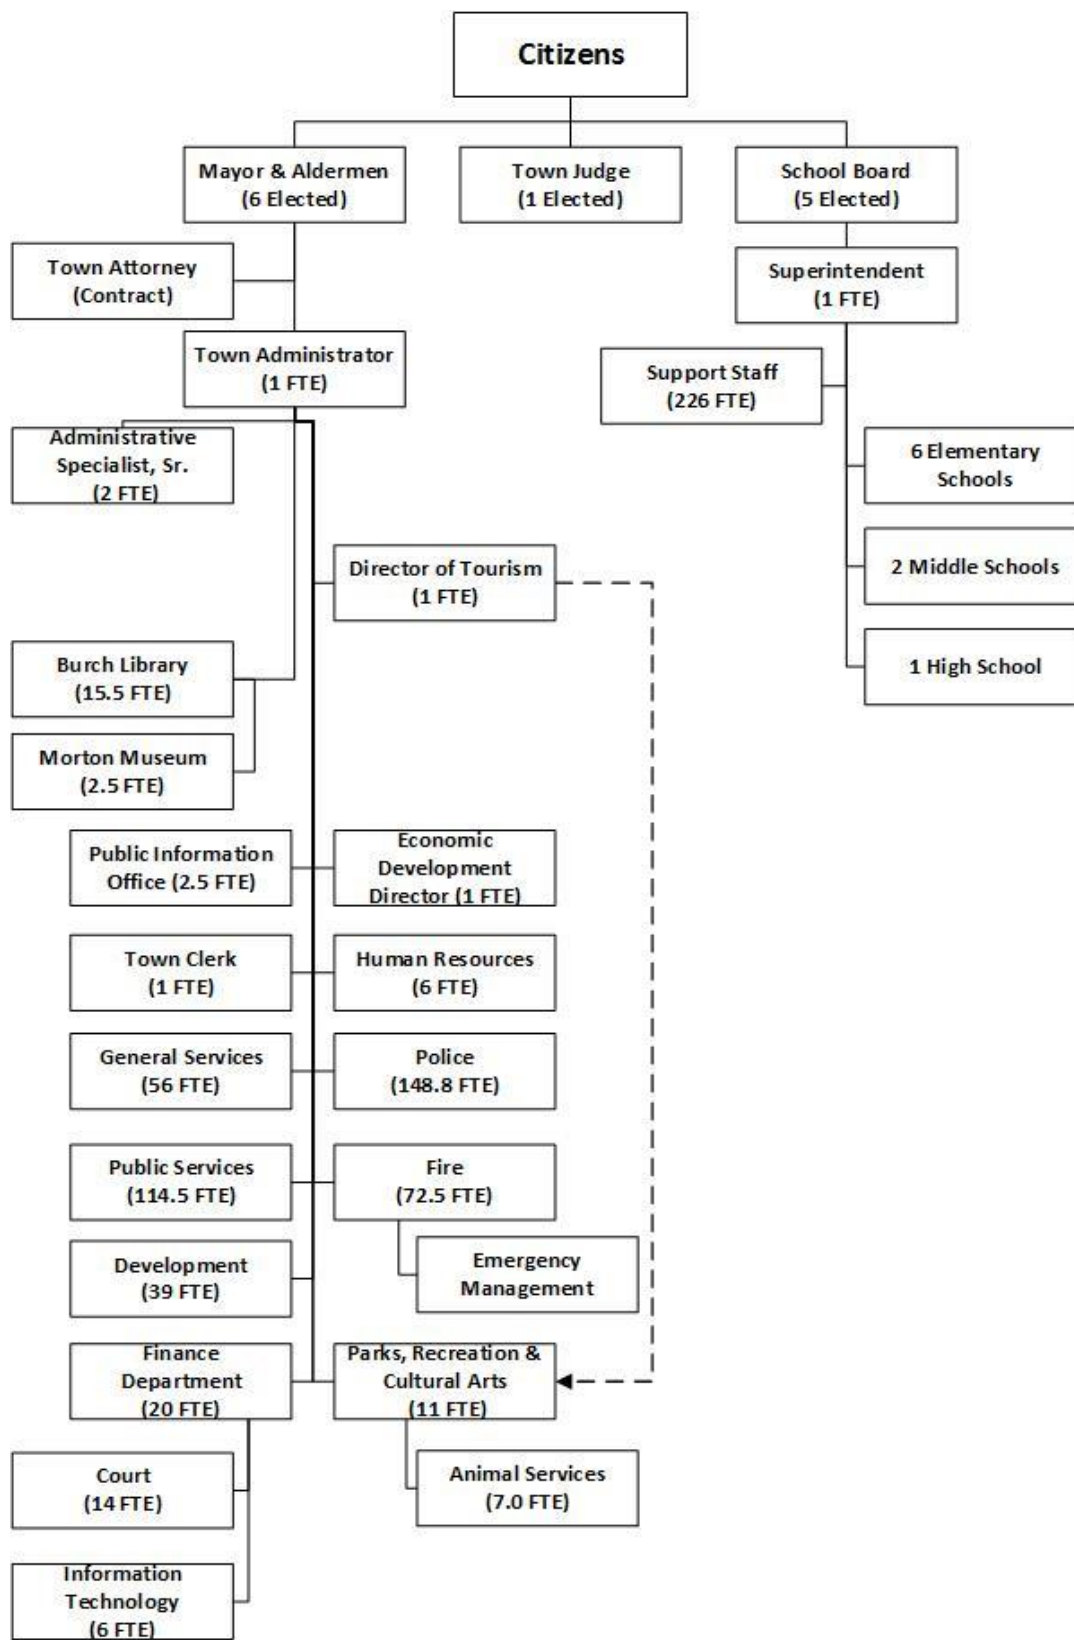 Citizens
Mayor & Aldermen
(6 Elected)
Town Judge
(1 Elected)
School Board
(5 Elected)
Town Attorney
(Contract)
Superintendent
(1 FTE)
Town Administrator
(1 FTE)
Support Staff
(226 FTE)
Administrative
Specialist, Sr.
(2 FTE)
6 Elementary
Schools
2 Middle Schools
1 High School
Director of Tourism
(1 FTE)
Burch Library
(15.5 FTE)
Morton Museum
(2.5 FTE)
Public Information
Office (2.5 FTE)
Economic
Development
Director (1 FTE)
Town Clerk
(1 FTE)
Human Resources
(6 FTE)
General Services
(56 FTE)
Police
(148.8 FTE)
Public Services
(114.5 FTE)
Fire
(72.5 FTE)
Emergency
Management
Development
(39 FTE)
Finance
Department
(20 FTE)
Parks, Recreation &
Cultural Arts
(11 FTE)
Court
(14 FTE)
Animal Services
(7.0 FTE)
Information
Technology
(6 FTE)